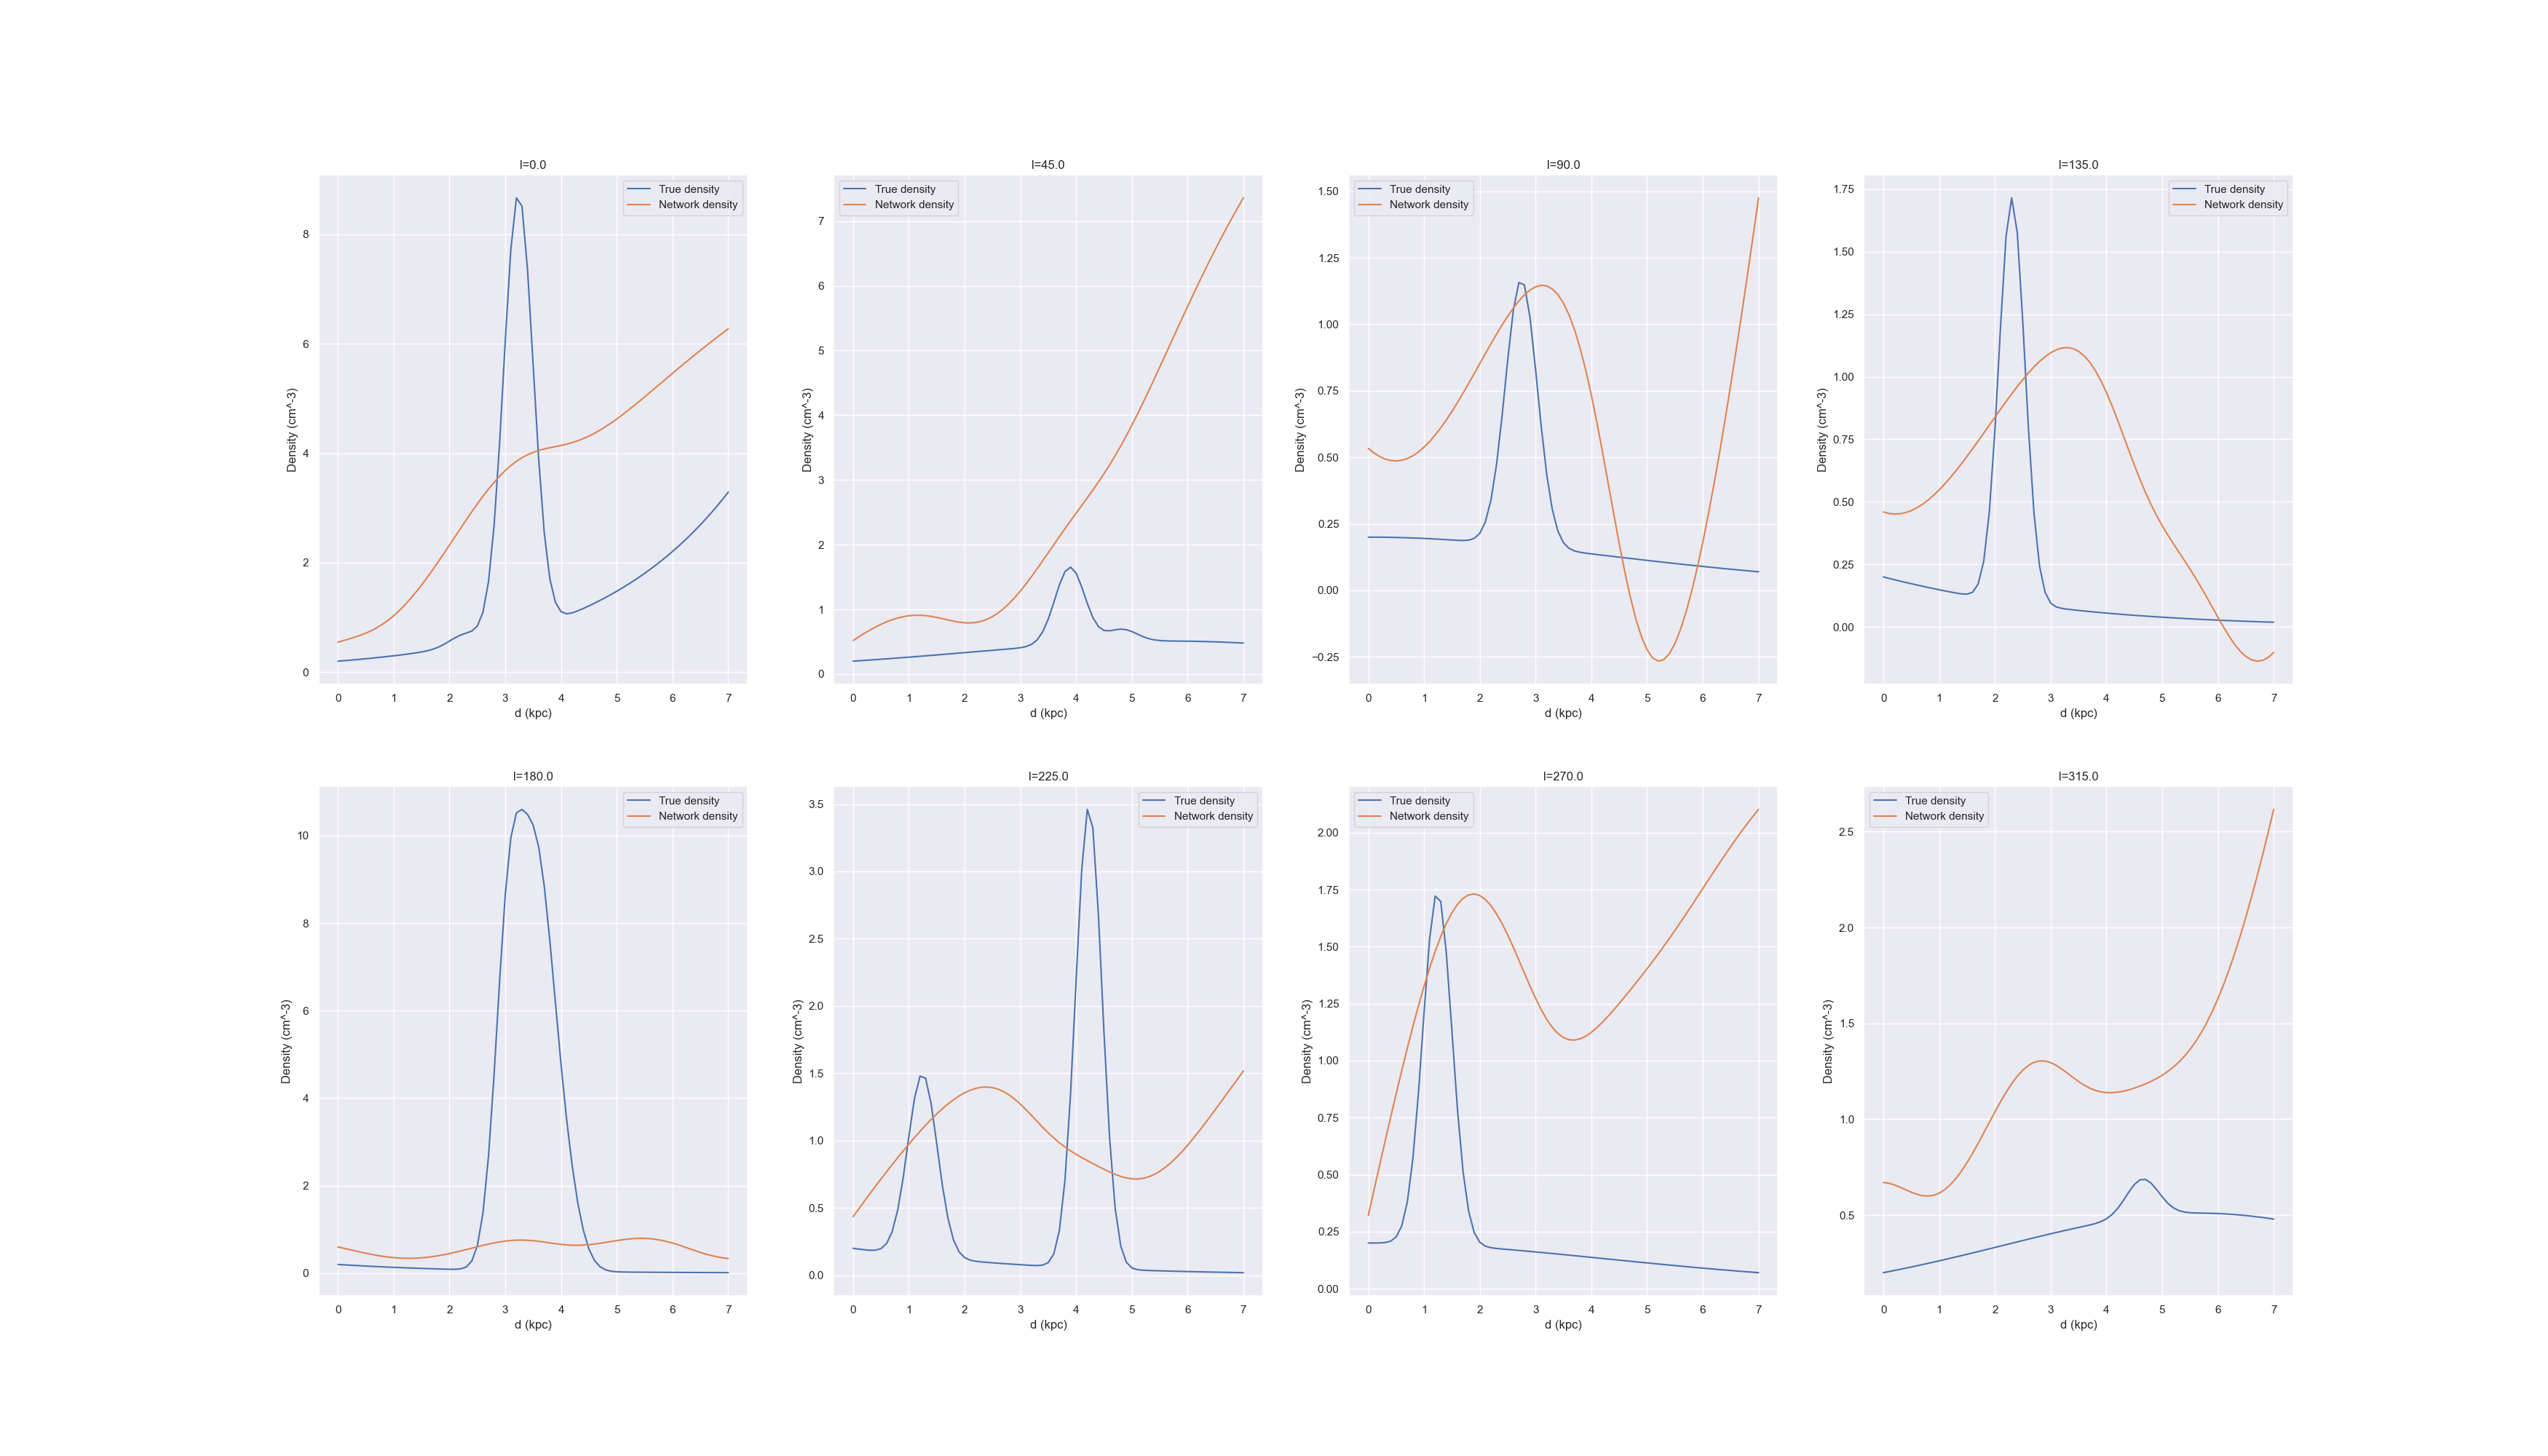 l=0.0
True density
Network density
8
6
4
2
0
Density (cm^-3)
0 1 2 3 4 5 6 7
d (kpc)
l=45.0
True density
Network density
7
6
5
4
3
2
1
0
Density (cm^-3)
0 1 2 3 4 5 6 7
d (kpc)
l=90.0
True density
Network density
1.50
1.25
1.00
0.75
0.50
0.25
0.00
−0.25
Density (cm^-3)
0 1 2 3 4 5 6 7
d (kpc)
l=135.0
True density
Network density
1.75
1.50
1.25
1.00
0.75
0.50
0.25
0.00
Density (cm^-3)
0 1 2 3 4 5 6 7
d (kpc)
l=180.0
True density
Network density
10
8
6
4
2
0
Density (cm^-3)
0 1 2 3 4 5 6 7
d (kpc)
l=225.0
True density
Network density
3.5
3.0
2.5
2.0
1.5
1.0
0.5
0.0
Density (cm^-3)
0 1 2 3 4 5 6 7
d (kpc)
l=270.0
True density
Network density
2.00
1.75
1.50
1.25
1.00
0.75
0.50
0.25
0.00
Density (cm^-3)
0 1 2 3 4 5 6 7
d (kpc)
l=315.0
True density
Network density
2.5
2.0
1.5
1.0
0.5
Density (cm^-3)
0 1 2 3 4 5 6 7
d (kpc)